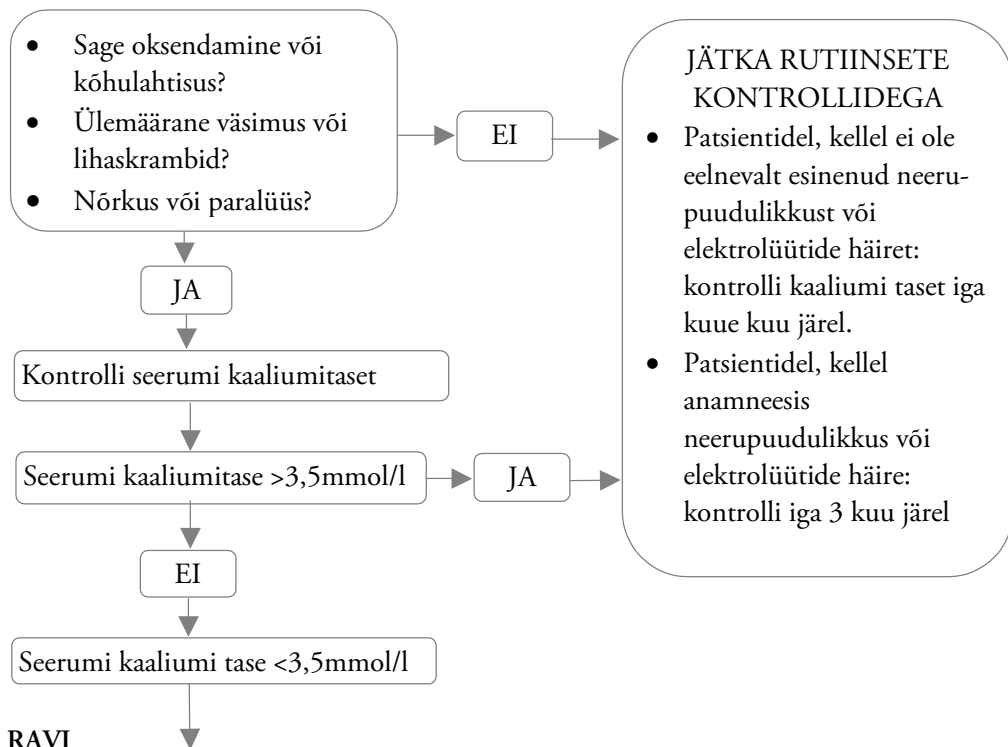 • Sage oksendamine või
kõhulahtisus?
• Ülemäärane väsimus või
lihaskrambid?
• Nõrkus või paralüüs?
EI
JÄTKA RUTIINSETE
KONTROLLIDEGA
• Patsientidel, kellel ei ole
eelnevalt esinenud neeru-
puudulikkust või
elektrolüütide häiret:
kontrolli kaaliumi taset iga
kuue kuu järel.
• Patsientidel, kellel
anamneesis
neerupuudulikkus või
elektrolüütide häire:
kontrolli iga 3 kuu järel
JA
Kontrolli seerumi kaaliumitaset
Seerumi kaaliumitase >3,5mmol/l
JA
EI
Seerumi kaaliumi tase <3,5mmol/l
RAVI